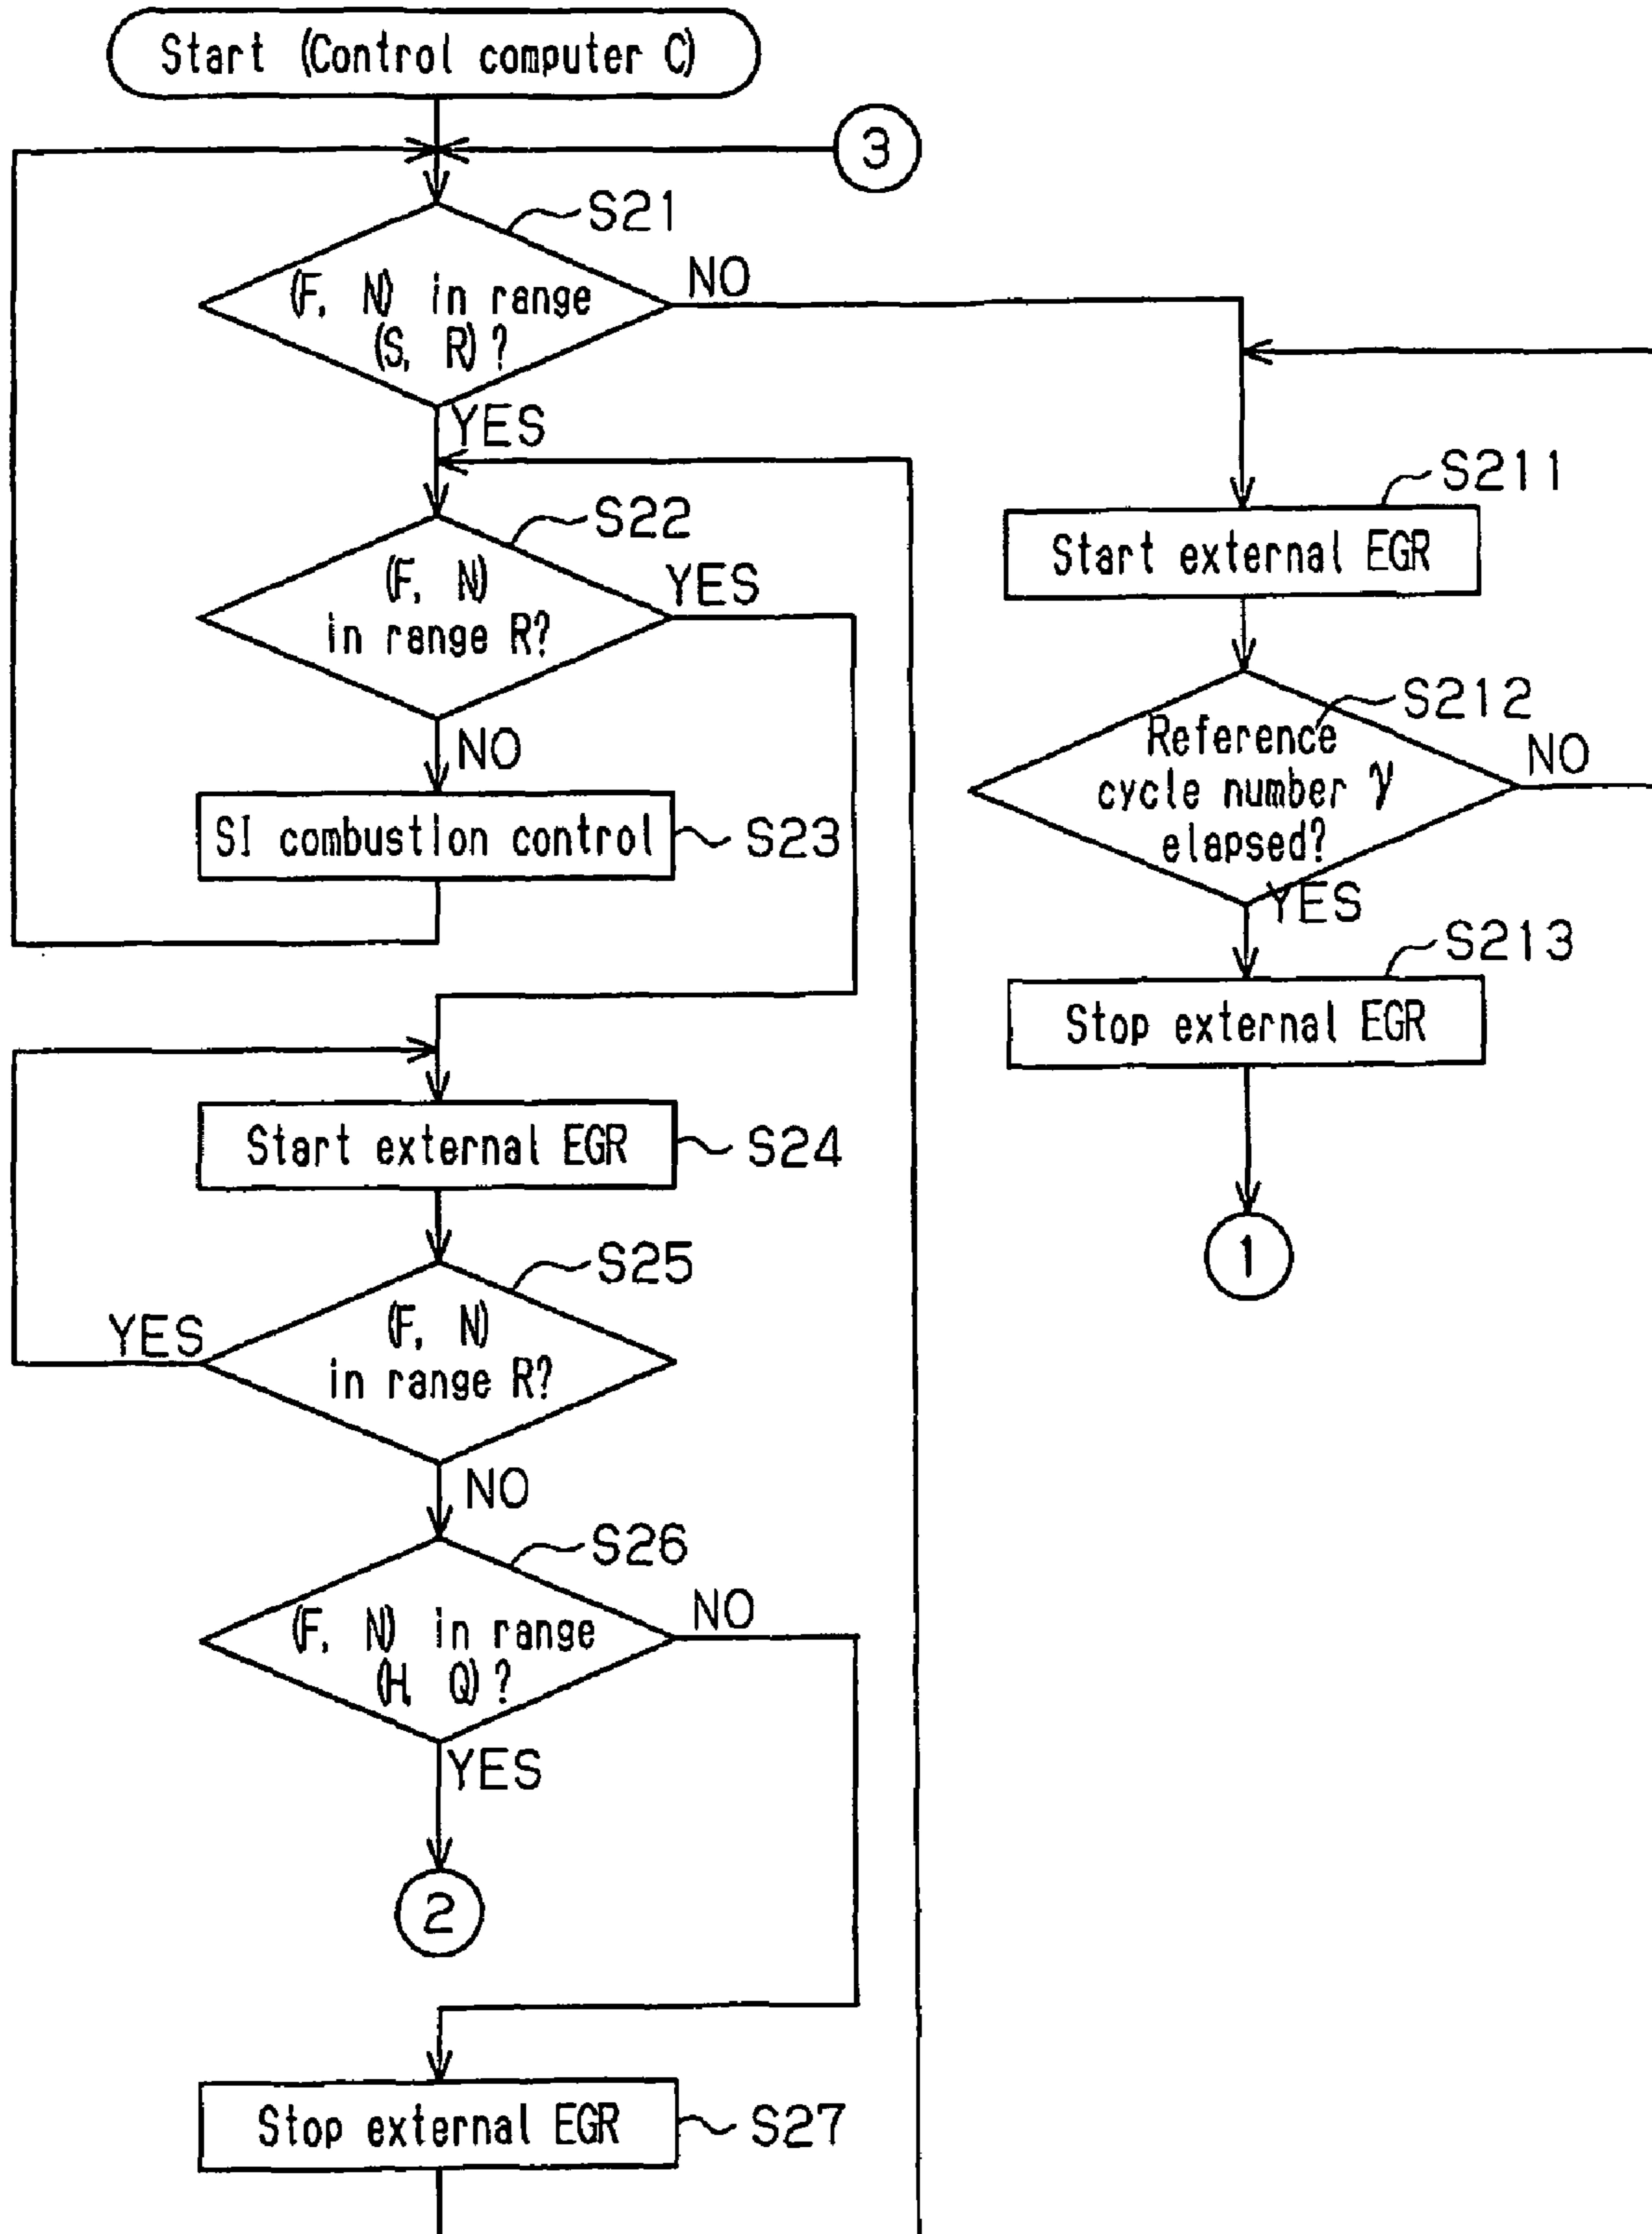 Start (Control computer C)
3
S21
(F, N) in range
(S, R)?
NO
YES
S22
(F, N)
in range R?
YES
NO
SI combustion control
S23
Start external EGR
S24
S25
(F, N)
in range R?
YES
NO
S26
(F, N) in range
(H, Q)?
NO
YES
2
Stop external EGR
S27
S211
Start external EGR
S212
Reference
cycle number γ
elapsed?
NO
YES
S213
Stop external EGR
1